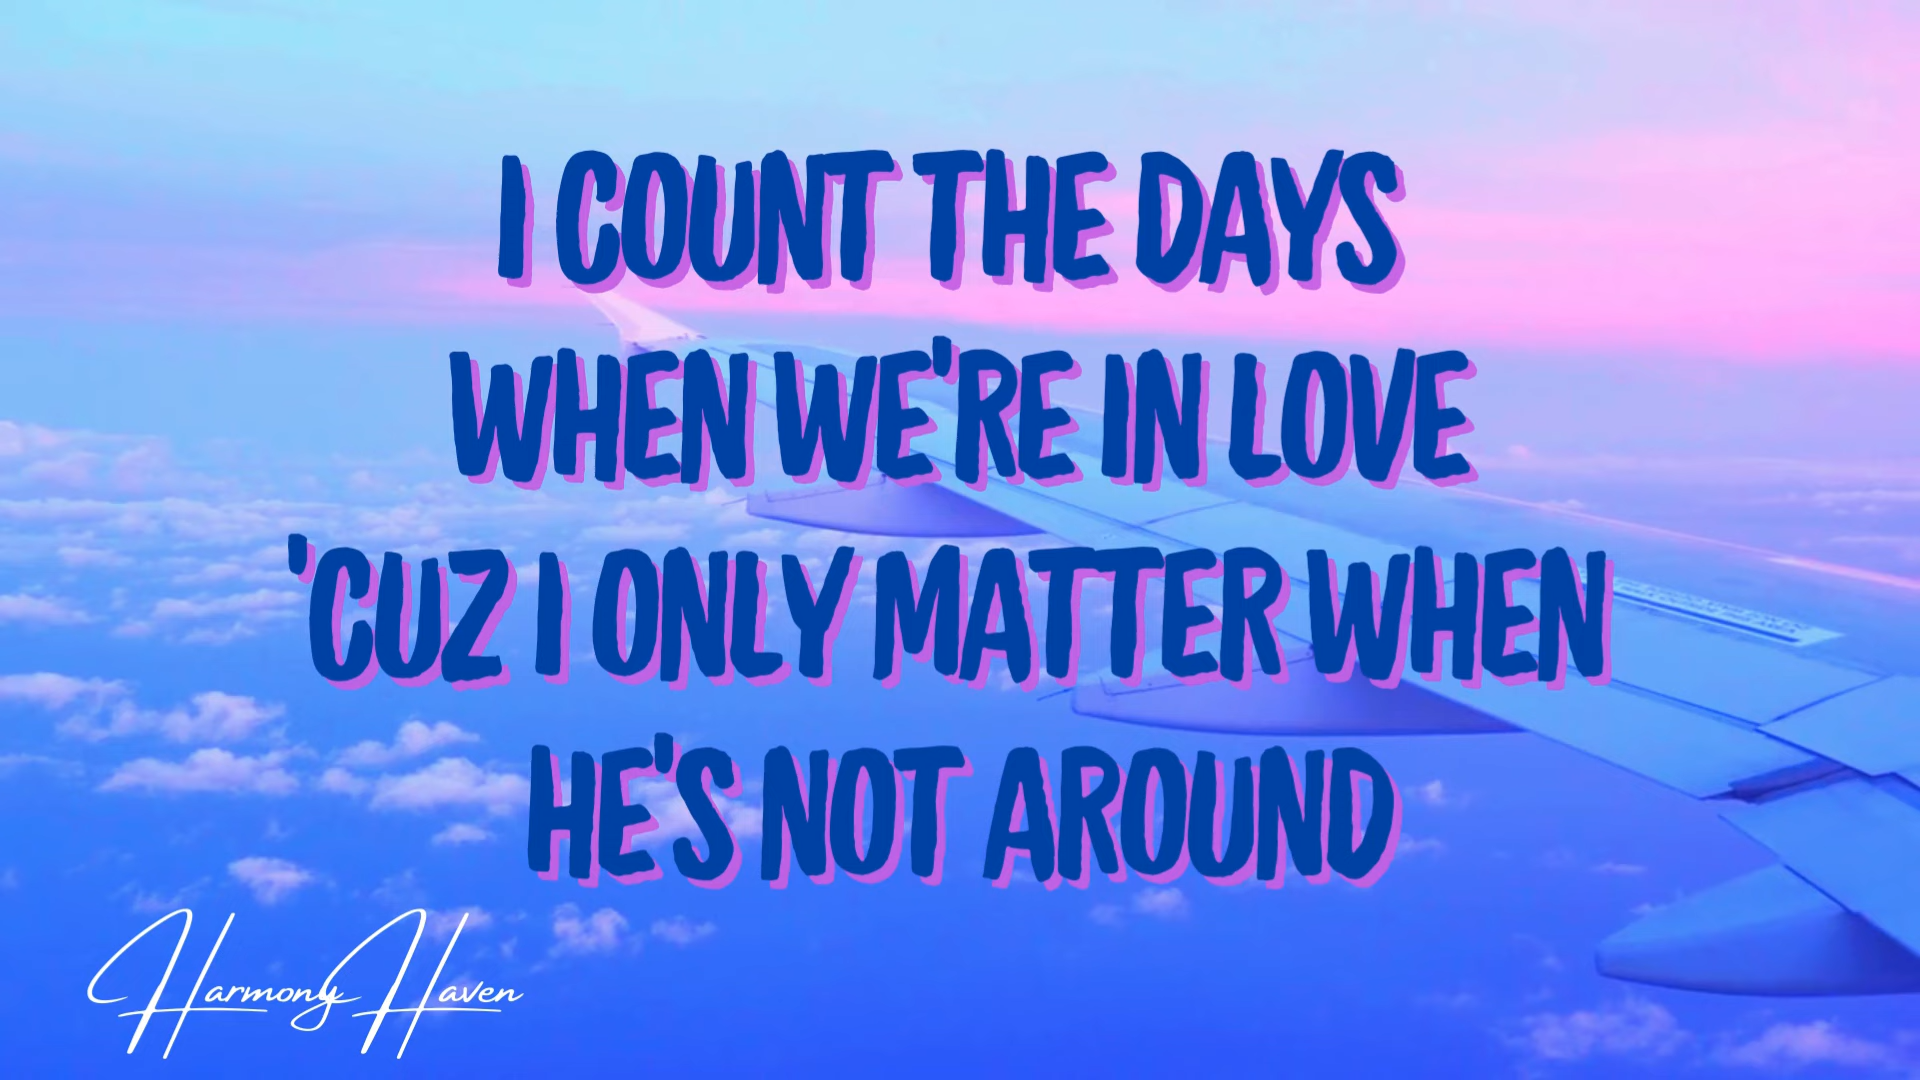 I COUNT THE DAYS
WHEN WE'RE IN LOVE
'CUZ I ONLY MATTER WHEN
HE'S NOT AROUND
Harmony Haven